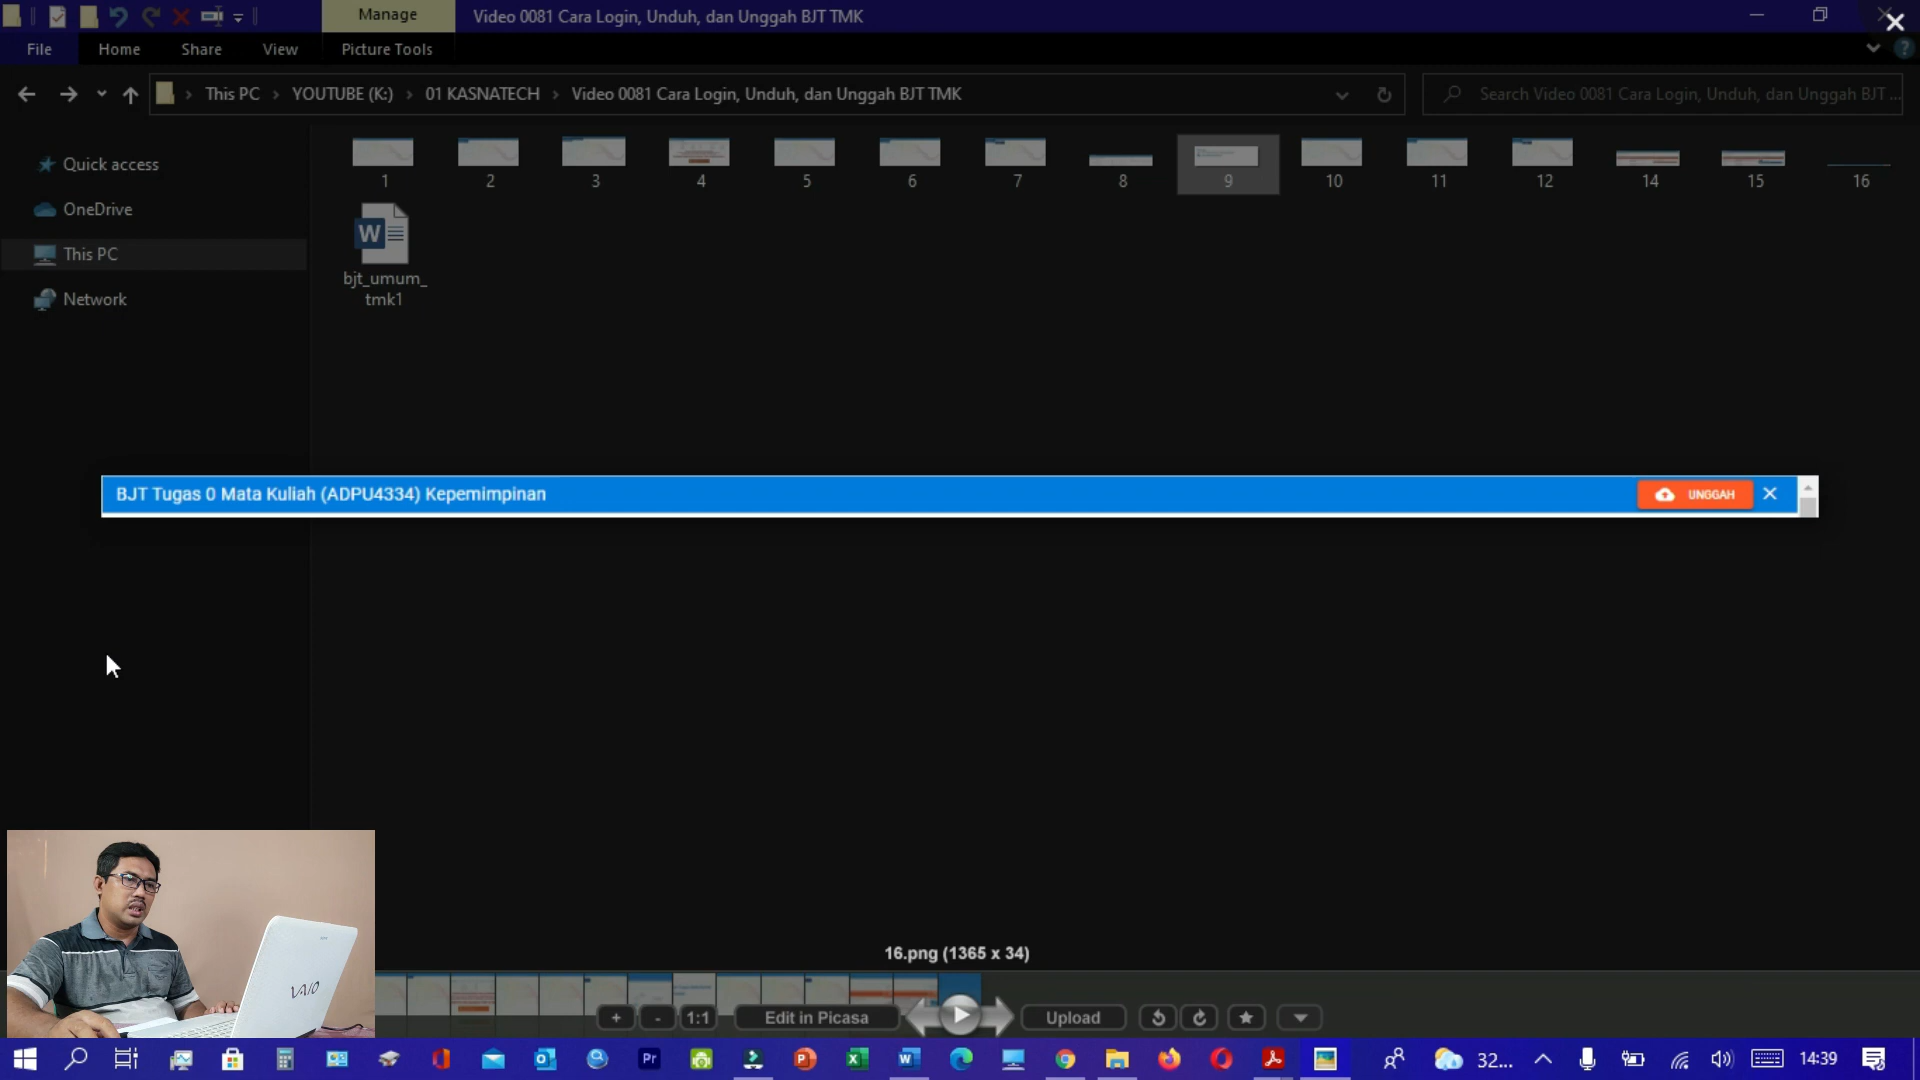 Manage
Video 0081 Cara Login, Unduh, dan Unggah BJT TMK
File
Home
Share
View
Picture Tools
This PC
YOUTUBE (K:)
01 KASNATECH
Video 0081 Cara Login, Unduh, dan Unggah BJT TMK
Search Video 0081 Cara Login, Unduh, dan Unggah BJT ...
Quick access
OneDrive
This PC
Network
1
2
3
4
5
6
7
8
9
10
11
12
14
15
16
W
bjt_umum_
tmk1
BJT Tugas 0 Mata Kuliah (ADPU4334) Kepemimpinan
UNGGAH
VAIO
16.png (1365 x 34)
1:1
Edit in Picasa
Upload
Pr
32...
14:39